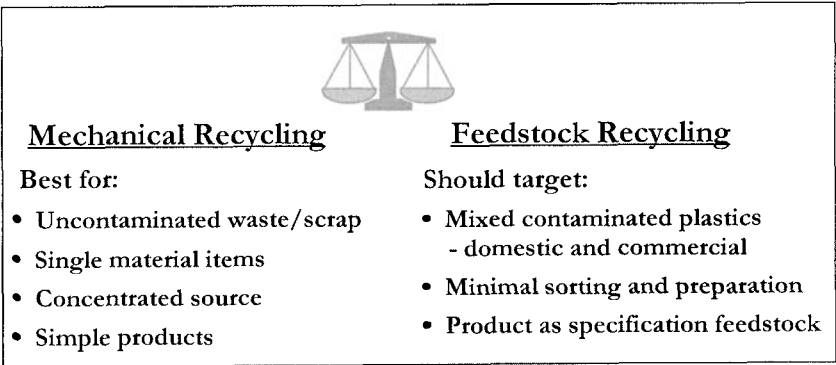 Mechanical Recycling
Best for:
• Uncontaminated waste/scrap
• Single material items
• Concentrated source
• Simple products
Feedstock Recycling
Should target:
• Mixed contaminated plastics
- domestic and commercial
• Minimal sorting and preparation
• Product as specification feedstock